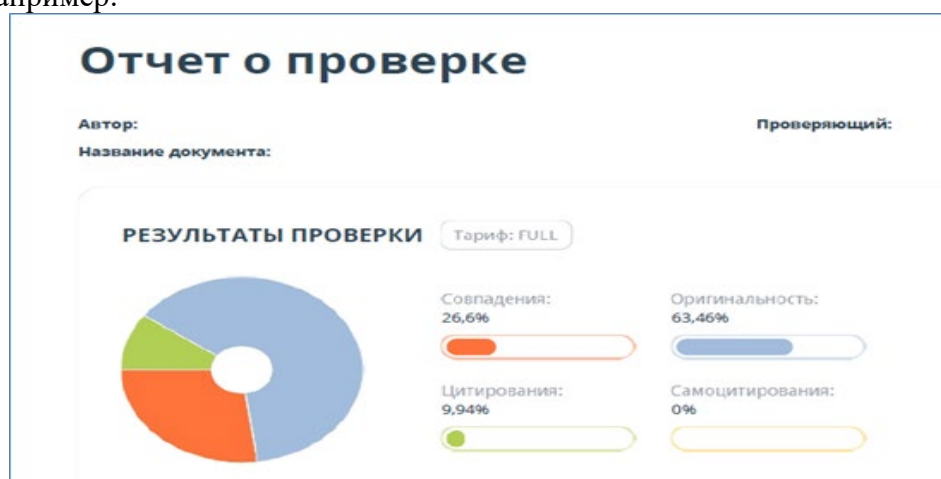 апример:
Отчет о проверке
Автор: Проверяющий:
Название документа:
РЕЗУЛЬТАТЫ ПРОВЕРКИ Тариф: FULL
Совпадения: Оригинальность:
26,6% 63,46%
Цитирования: Самоцитирования:
9,94% 0%